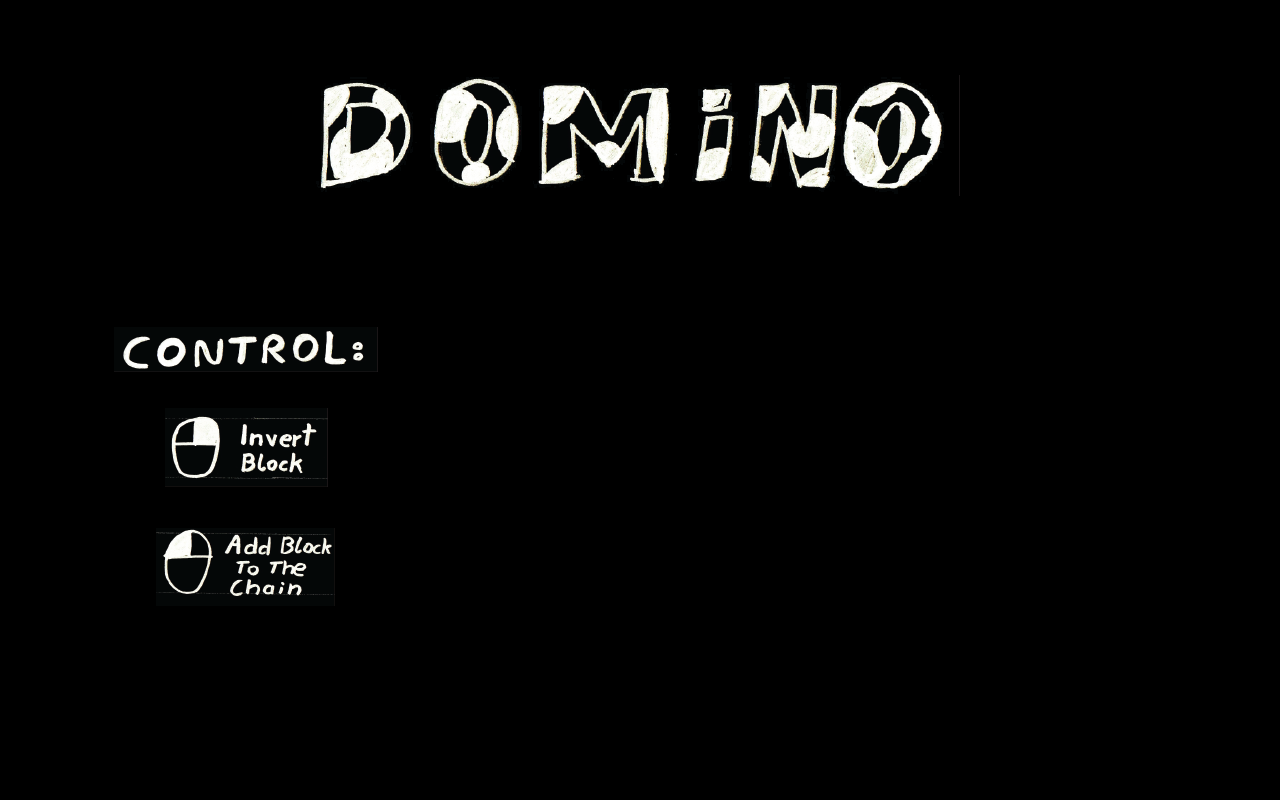 DOMiNO
CONTROL:
Invert
Block
Add Block
To The
Chain